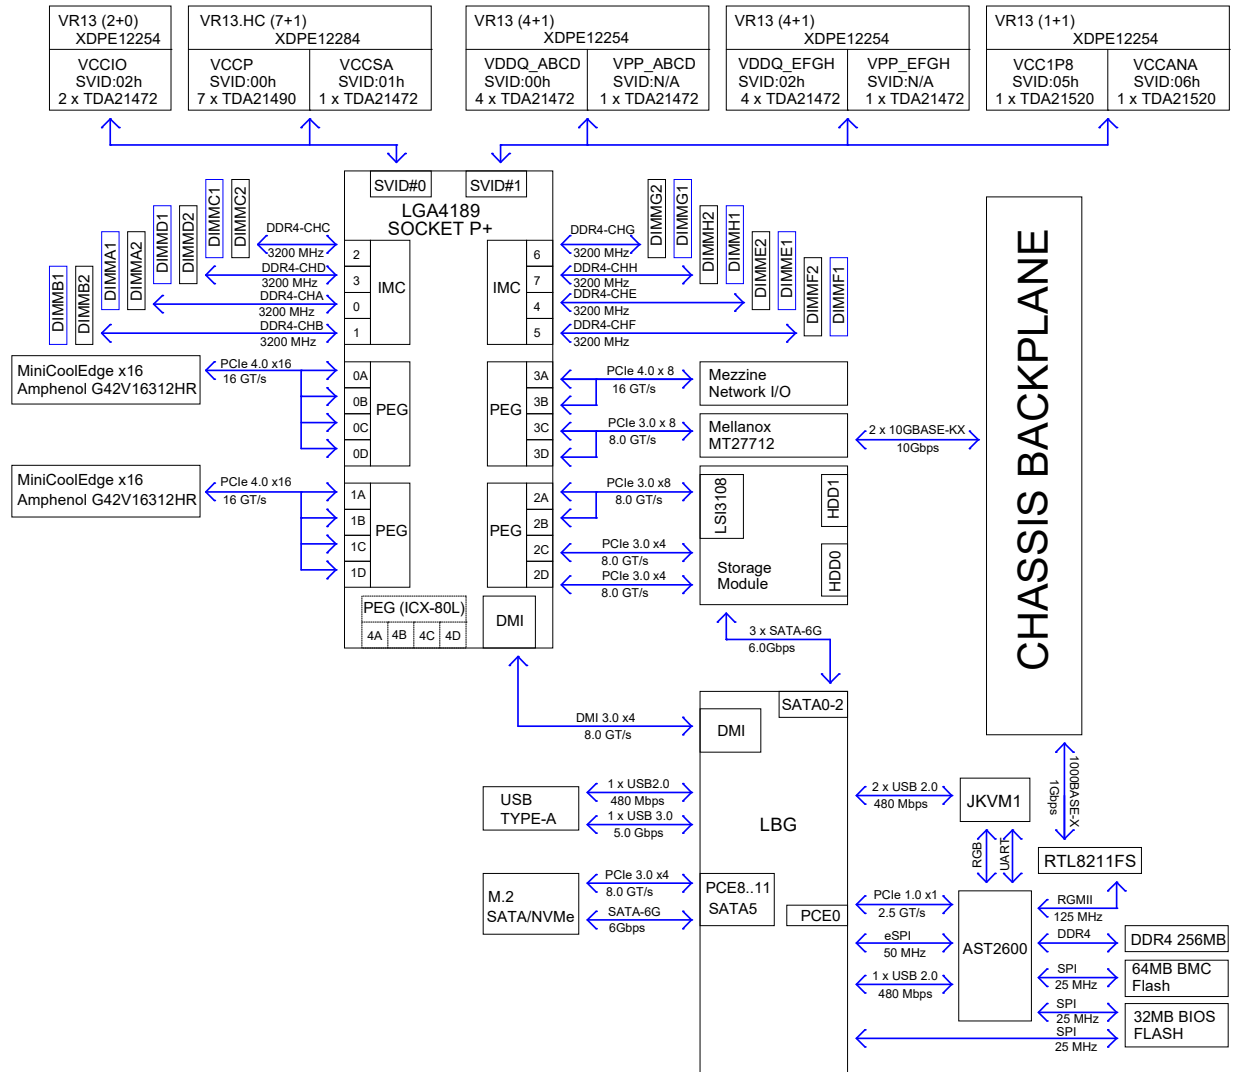 VR13 (2+0)
XDPE12254
VCCIO
SVID:02h
2 x TDA21472
VR13.HC (7+1)
XDPE12284
VCCP
SVID:00h
7 x TDA21490
VCCSA
SVID:01h
1 x TDA21472
VR13 (4+1)
XDPE12254
VDDQ_ABCD
SVID:00h
4 x TDA21472
VPP_ABCD
SVID:N/A
1 x TDA21472
VR13 (4+1)
XDPE12254
VDDQ_EFGH
SVID:02h
4 x TDA21472
VPP_EFGH
SVID:N/A
1 x TDA21472
VR13 (1+1)
XDPE12254
VCC1P8
SVID:05h
1 x TDA21520
VCCANA
SVID:06h
1 x TDA21520
SVID#0
SVID#1
LGA4189
SOCKET P+
DIMMB1
DIMMB2
DIMMA1
DIMMA2
DIMMD1
DIMMD2
DIMMC1
DIMMC2
DDR4-CHC
3200 MHz
DDR4-CHD
3200 MHz
DDR4-CHA
3200 MHz
DDR4-CHB
3200 MHz
2
3
0
1
IMC
IMC
6
7
4
5
DDR4-CHG
3200 MHz
DDR4-CHH
3200 MHz
DDR4-CHE
3200 MHz
DDR4-CHF
3200 MHz
DIMMG2
DIMMG1
DIMMH2
DIMMH1
DIMME2
DIMME1
DIMMF2
DIMMF1
MiniCoolEdge x16
Amphenol G42V16312HR
PCIe 4.0 x16
16 GT/s
0A
0B
0C
0D
PEG
PEG
3A
3B
3C
3D
PCIe 4.0 x 8
16 GT/s
Mezzine
Network I/O
PCIe 3.0 x 8
8.0 GT/s
Mellanox
MT27712
2 x 10GBASE-KX
10Gbps
CHASSIS BACKPLANE
MiniCoolEdge x16
Amphenol G42V16312HR
PCIe 4.0 x16
16 GT/s
1A
1B
1C
1D
PEG
PEG
2A
2B
2C
2D
PCIe 3.0 x8
8.0 GT/s
PCIe 3.0 x4
8.0 GT/s
PCIe 3.0 x4
8.0 GT/s
LSI3108
HDD1
HDD0
Storage
Module
PEG (ICX-80L)
4A
4B
4C
4D
DMI
3 x SATA-6G
6.0Gbps
DMI 3.0 x4
8.0 GT/s
SATA0-2
DMI
LBG
USB
TYPE-A
1 x USB2.0
480 Mbps
1 x USB 3.0
5.0 Gbps
2 x USB 2.0
480 Mbps
JKVM1
1000BASE-X
1Gbps
RGB
UART
RTL8211FS
M.2
SATA/NVMe
PCIe 3.0 x4
8.0 GT/s
SATA-6G
6Gbps
PCE8..11
SATA5
PCE0
PCIe 1.0 x1
2.5 GT/s
eSPI
50 MHz
1 x USB 2.0
480 Mbps
AST2600
RGMII
125 MHz
DDR4
DDR4 256MB
SPI
25 MHz
64MB BMC
Flash
SPI
25 MHz
SPI
25 MHz
32MB BIOS
FLASH